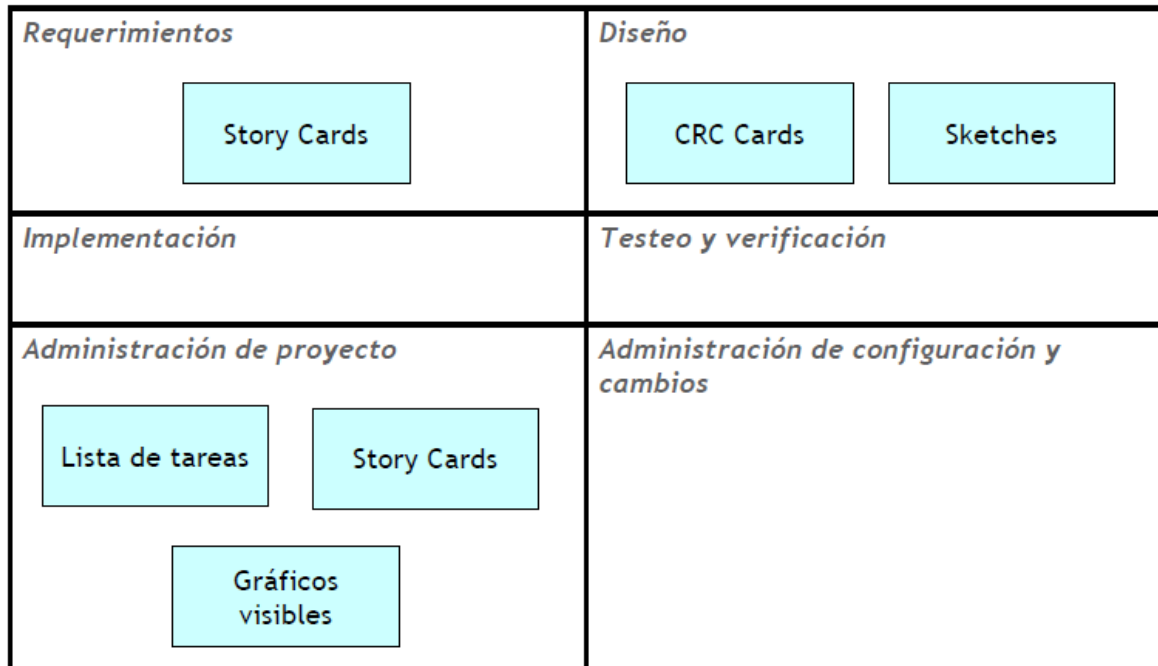 Requerimientos
Story Cards
Diseño
CRC Cards
Sketches
Implementación
Testeo y verificación
Administración de proyecto
Lista de tareas
Story Cards
Gráficos
visibles
Administración de configuración y
cambios